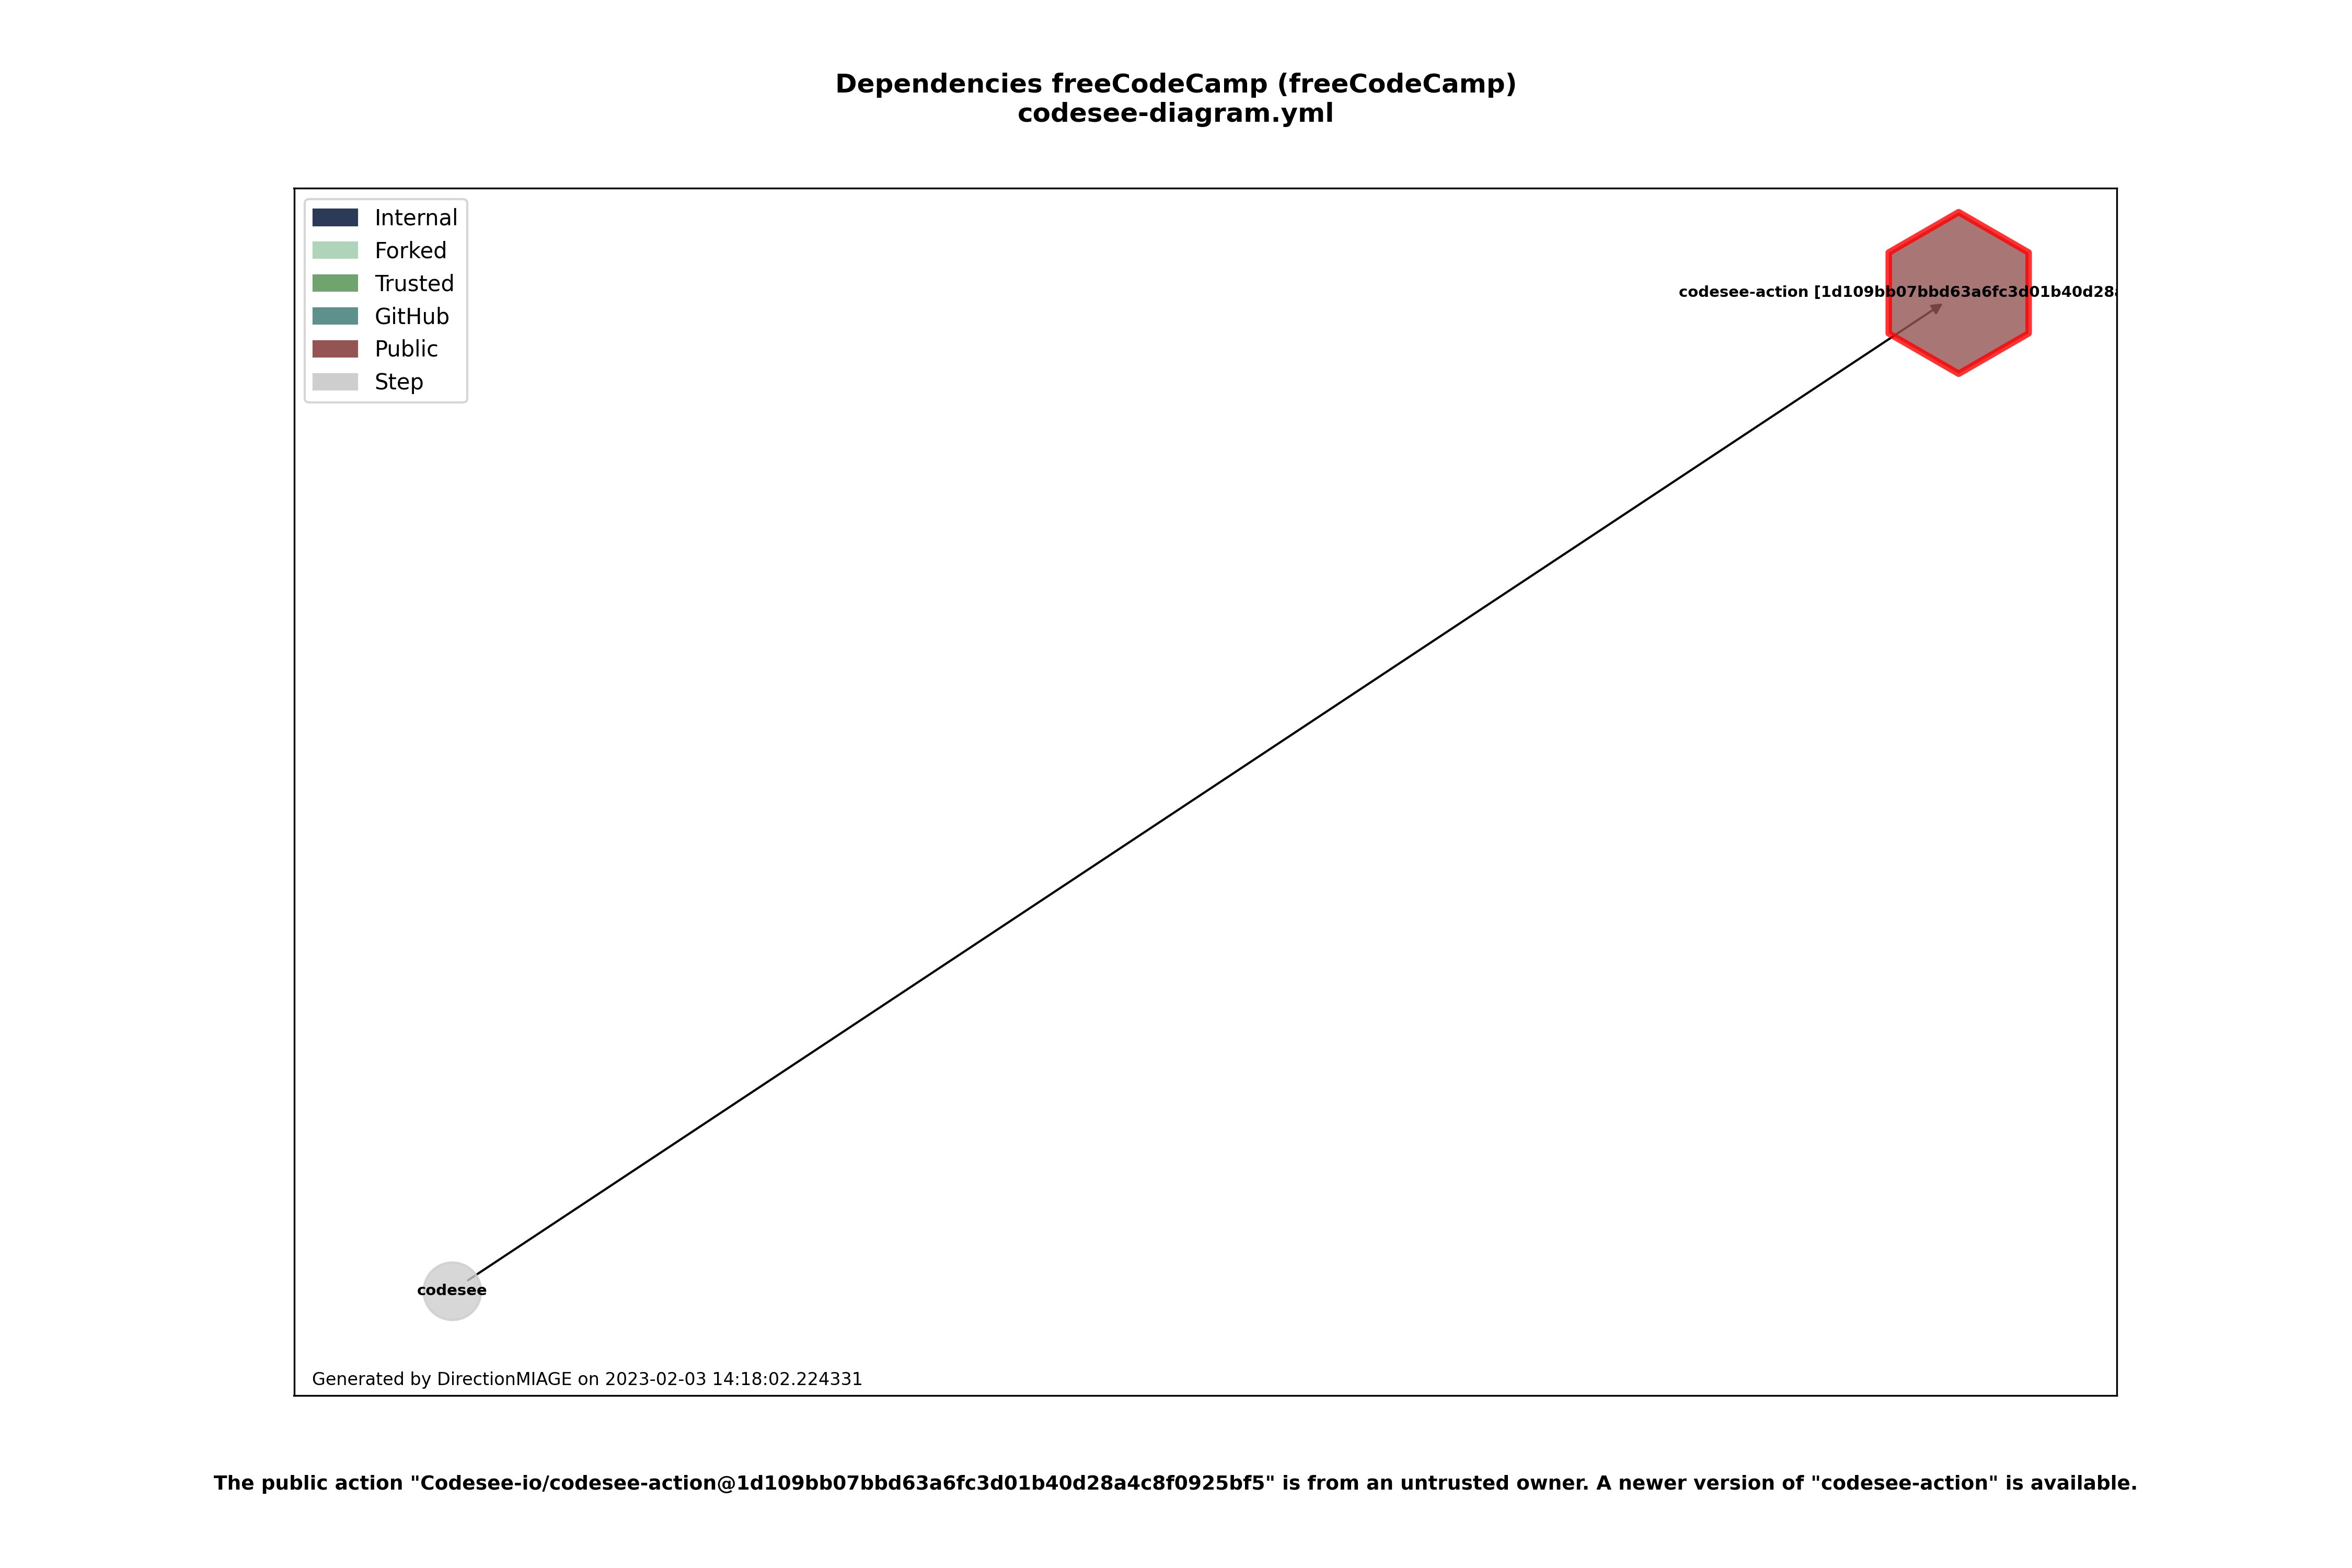 Dependencies freeCodeCamp (freeCodeCamp)
codesee-diagram.yml
Internal
Forked
Trusted
GitHub
Public
Step
codesee-action [1d109bb07bbd63a6fc3d01b40d28a
codesee
Generated by DirectionMIAGE on 2023-02-03 14:18:02.224331
The public action "Codesee-io/codesee-action@1d109bb07bbd63a6fc3d01b40d28a4c8f0925bf5" is from an untrusted owner. A newer version of "codesee-action" is available.